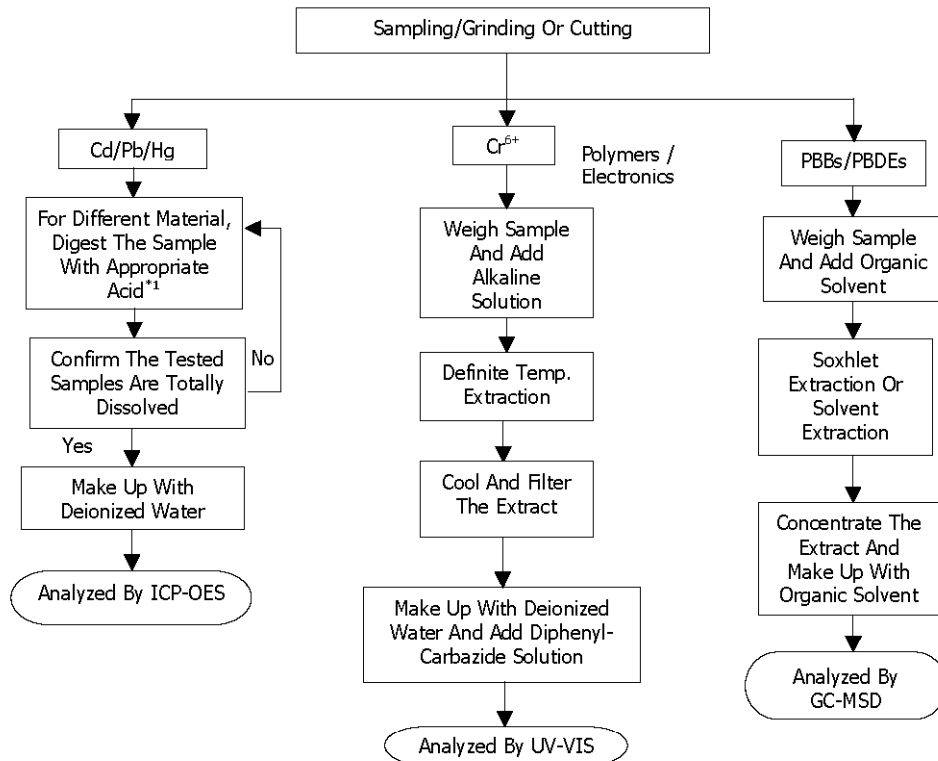 Sampling/Grinding Or Cutting
Cd/Pb/Hg
For Different Material,
Digest The Sample
With Appropriate
Acid*1
Confirm The Tested
Samples Are Totally
Dissolved
No
Yes
Make Up With
Deionized Water
Analyzed By ICP-OES
Cr6+
Polymers /
Electronics
Weigh Sample
And Add
Alkaline
Solution
Definite Temp.
Extraction
Cool And Filter
The Extract
Make Up With Deionized
Water And Add Diphenyl-
Carbazide Solution
Analyzed By UV-VIS
PBBs/PBDEs
Weigh Sample
And Add Organic
Solvent
Soxhlet
Extraction Or
Solvent
Extraction
Concentrate The
Extract And
Make Up With
Organic Solvent
Analyzed By
GC-MSD